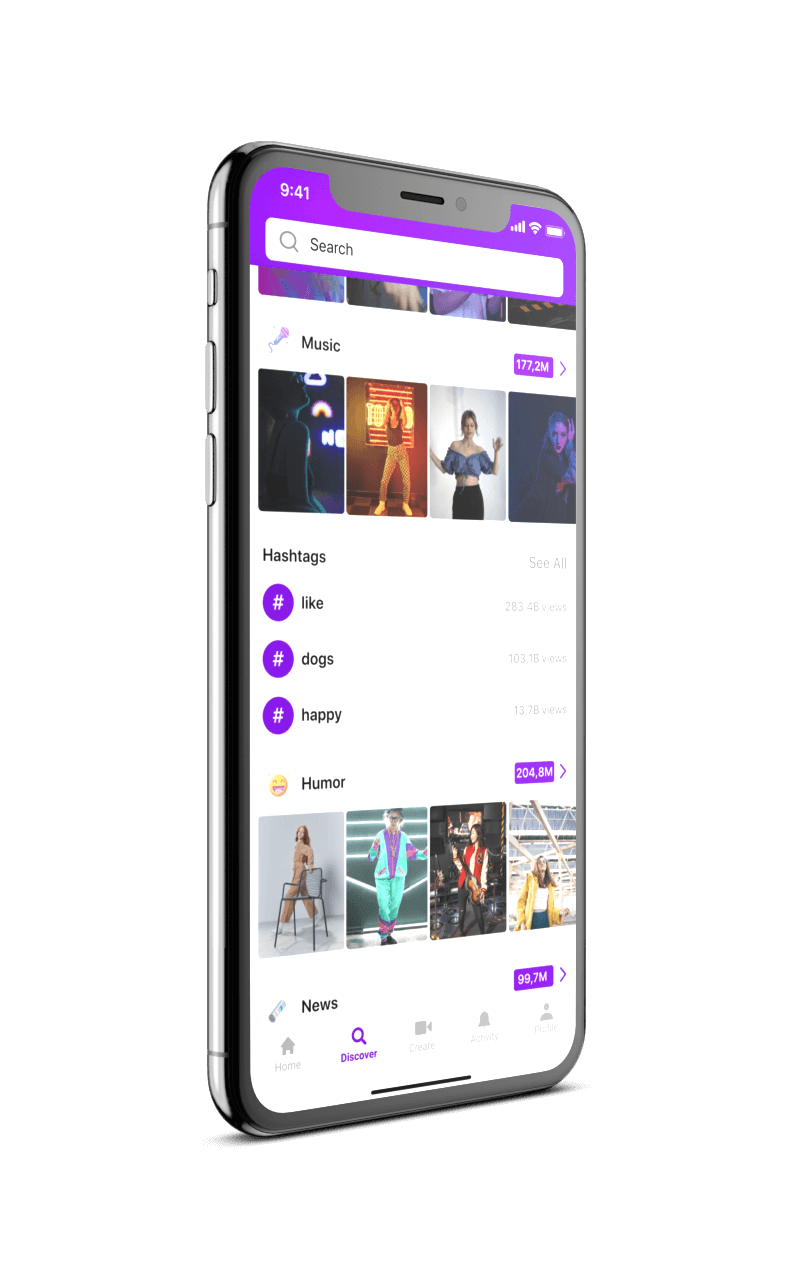 9:41
Search
Music
177,2M
Hashtags
See All
# like
283.4B views
# dogs
103,1B views
# happy
13,7B views
Humor
204,8M
99,7M
News
Home
Discover
Create
Activity
Profile